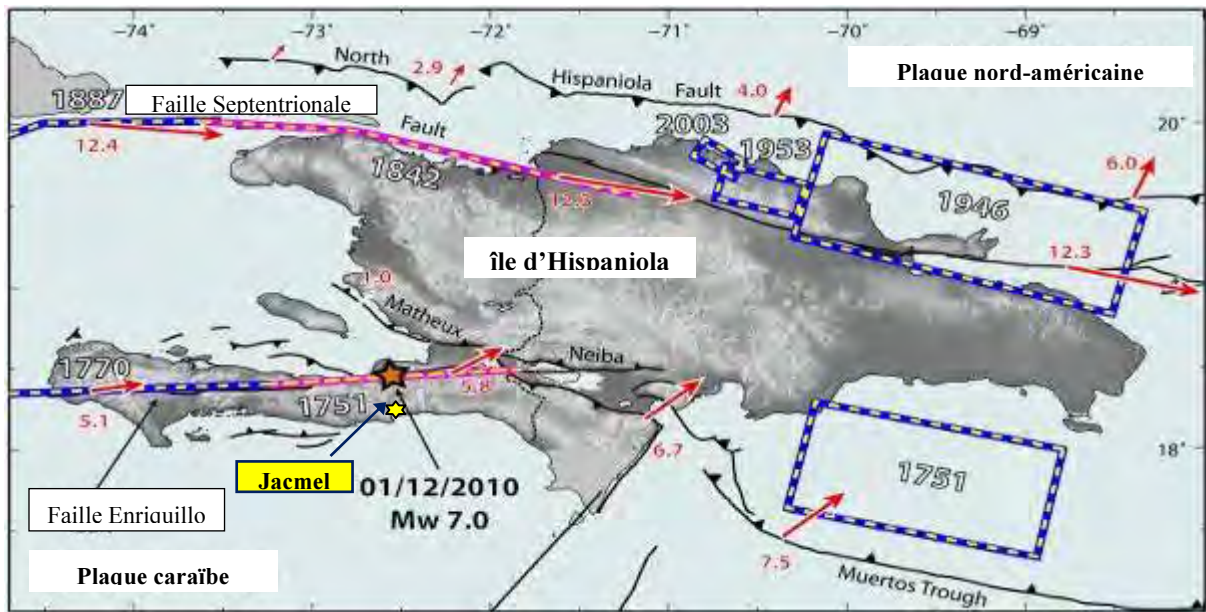 −74° −73° −72° −71° −70° −69°
North
2.9
Hispaniola
4.0
Fault
Plaque nord-américaine
1887
Faille Septentrionale
Fault
20°
12.4
2003
1953
6.0
1842
12.5
1946
île d'Hispaniola
12.3
1.0
Matheux
Neiba
1770
5.8
5.1
1751
6.7
18°
Jacmel
01/12/2010
Mw 7.0
1751
Faille Enriquillo
7.5
Plaque caraïbe
Muertos Trough